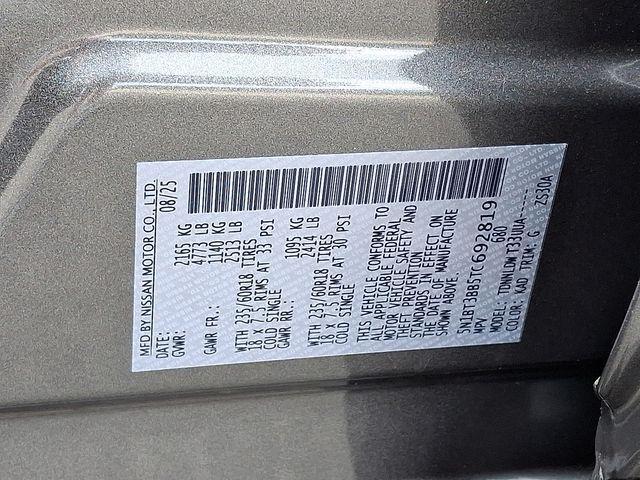 MFD.BY NISSAN MOTOR CO., LTD.
DATE: 08/25
GVWR: 2165 KG
4773 LB
GAWR FR.: 1140 KG
2513 LB
WITH 235/60R18 TIRES
18 X 7.5 RIMS AT 33 PSI
COLD SINGLE
GAWR RR.: 1095 KG
2414 LB
WITH 235/60R18 TIRES
18 X 7.5 RIMS AT 30 PSI
COLD SINGLE
THIS VEHICLE CONFORMS TO
ALL APPLICABLE FEDERAL
MOTOR VEHICLE SAFETY AND
THEFT PREVENTION
STANDARDS IN EFFECT ON
THE DATE OF MANUFACTURE
SHOWN ABOVE.
5N1BT3BB5TC692819
MPV 680
MODEL:
COLOR: KAD TRIM: G ZS30A